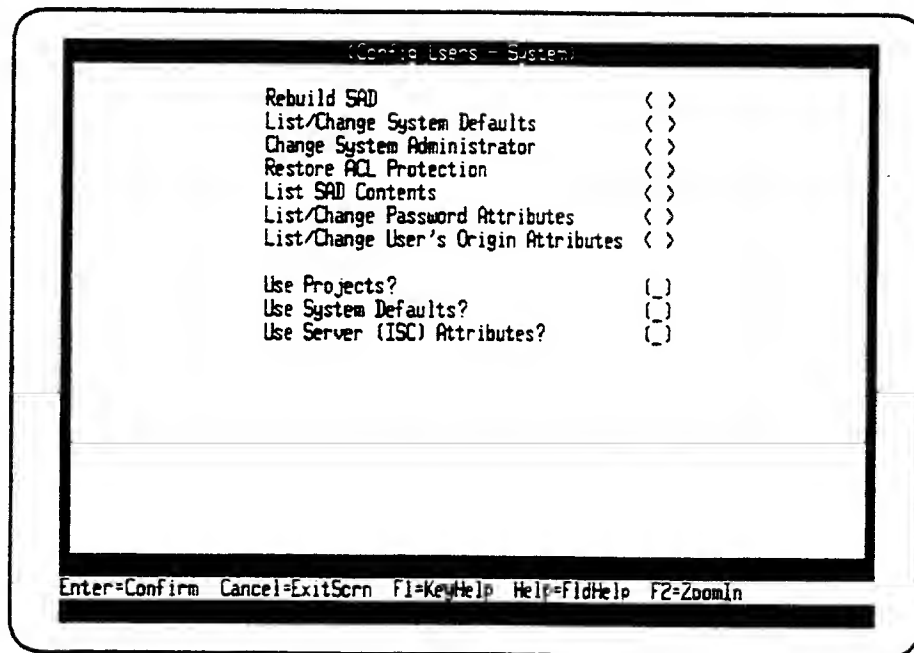 (Config Users - System)
Rebuild SAD < >
List/Change System Defaults < >
Change System Administrator < >
Restore ACL Protection < >
List SAD Contents < >
List/Change Password Attributes < >
List/Change User's Origin Attributes < >
Use Projects? [_]
Use System Defaults? [_]
Use Server (ISC) Attributes? [_]
Enter=Confirm Cancel=ExitScrn F1=KeyHelp Help=FldHelp F2=ZoomIn